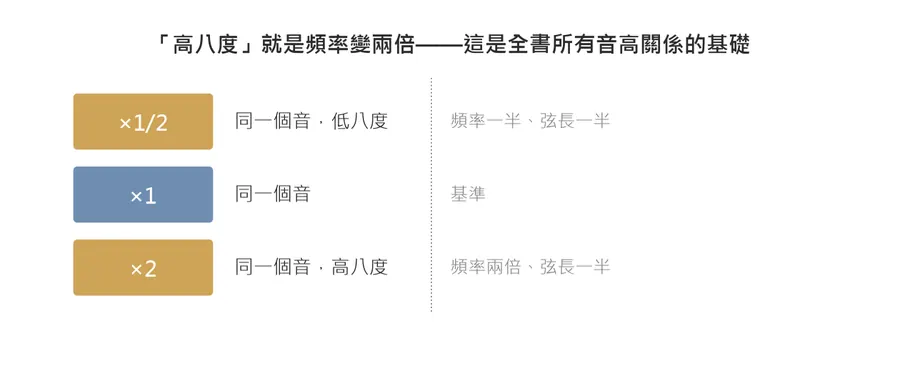 「高八度」就是頻率變兩倍——這是全書所有音高關係的基礎
×1/2 同一個音．低八度 頻率一半、弦長一半
×1 同一個音 基準
×2 同一個音．高八度 頻率兩倍、弦長一半